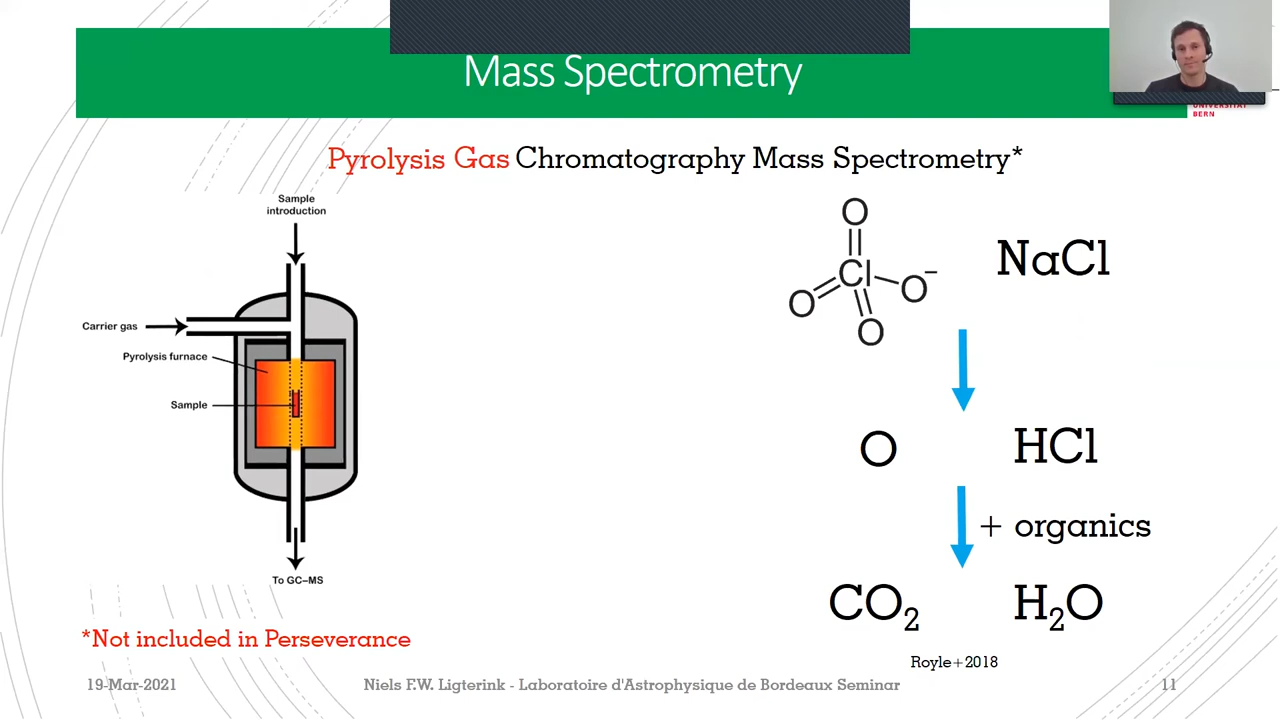 Mass Spectrometry
UNIVERSITÄT
BERN
Pyrolysis Gas Chromatography Mass Spectrometry*
Sample
introduction
Carrier gas
Pyrolysis furnace
Sample
To GC–MS
O
Cl
O
O⁻
O
NaCl
O HCl
+ organics
CO₂ H₂O
Royle+2018
*Not included in Perseverance
19-Mar-2021 Niels F.W. Ligterink - Laboratoire d'Astrophysique de Bordeaux Seminar 11